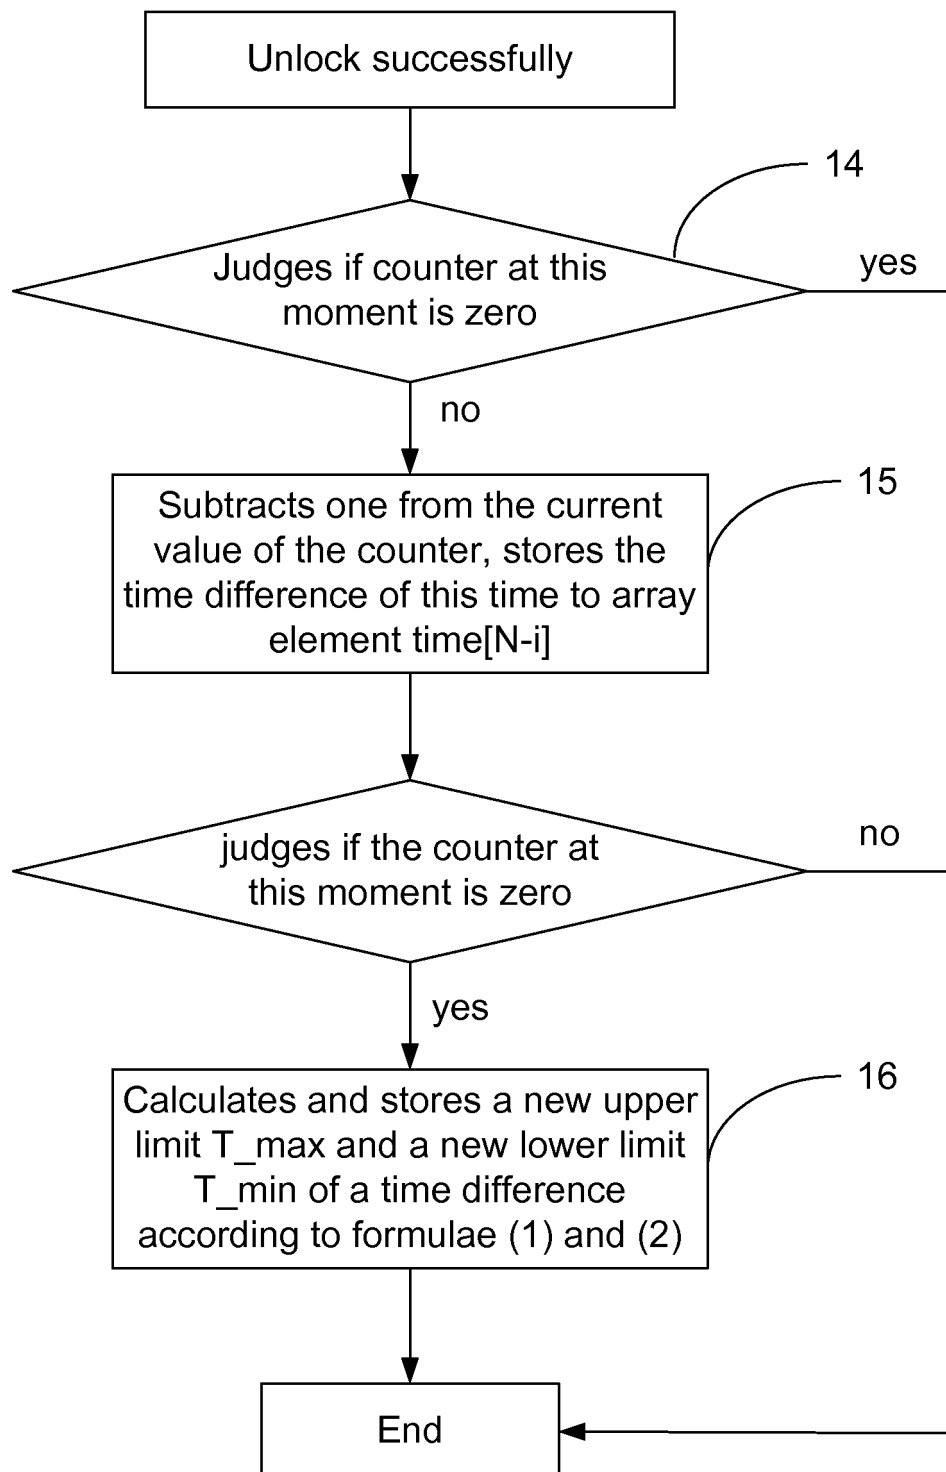 Unlock successfully
14
Judges if counter at this
moment is zero
yes
no
15
Subtracts one from the current
value of the counter, stores the
time difference of this time to array
element time[N-i]
judges if the counter at
this moment is zero
no
yes
16
Calculates and stores a new upper
limit T_max and a new lower limit
T_min of a time difference
according to formulae (1) and (2)
End